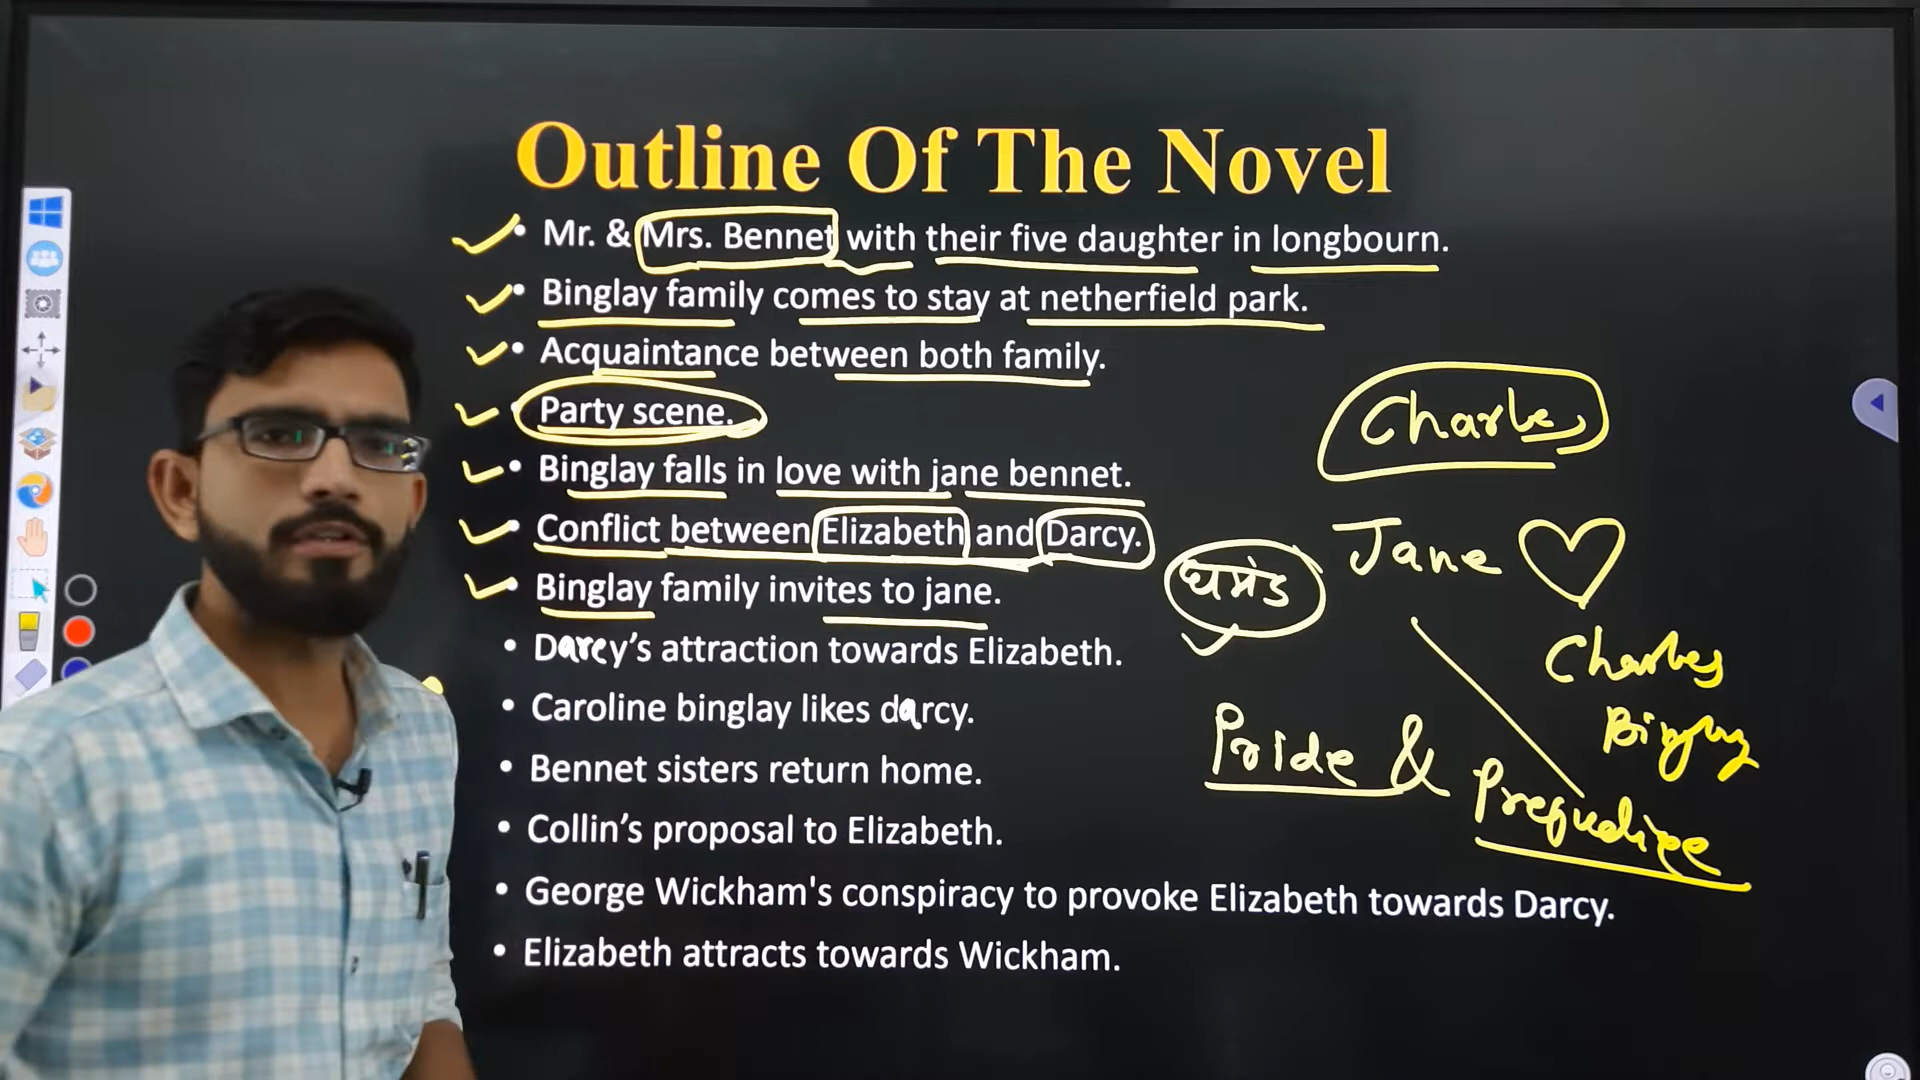 Outline Of The Novel
• Mr. & Mrs. Bennet with their five daughter in longbourn.
• Binglay family comes to stay at netherfield park.
• Acquaintance between both family.
• Party scene.
• Binglay falls in love with jane bennet.
• Conflict between Elizabeth and Darcy.
• Binglay family invites to jane.
• Darcy's attraction towards Elizabeth.
• Caroline binglay likes darcy.
• Bennet sisters return home.
• Collin's proposal to Elizabeth.
• George Wickham's conspiracy to provoke Elizabeth towards Darcy.
• Elizabeth attracts towards Wickham.
Charles
Jane
घमंड
Charles
Binglay
Pride &